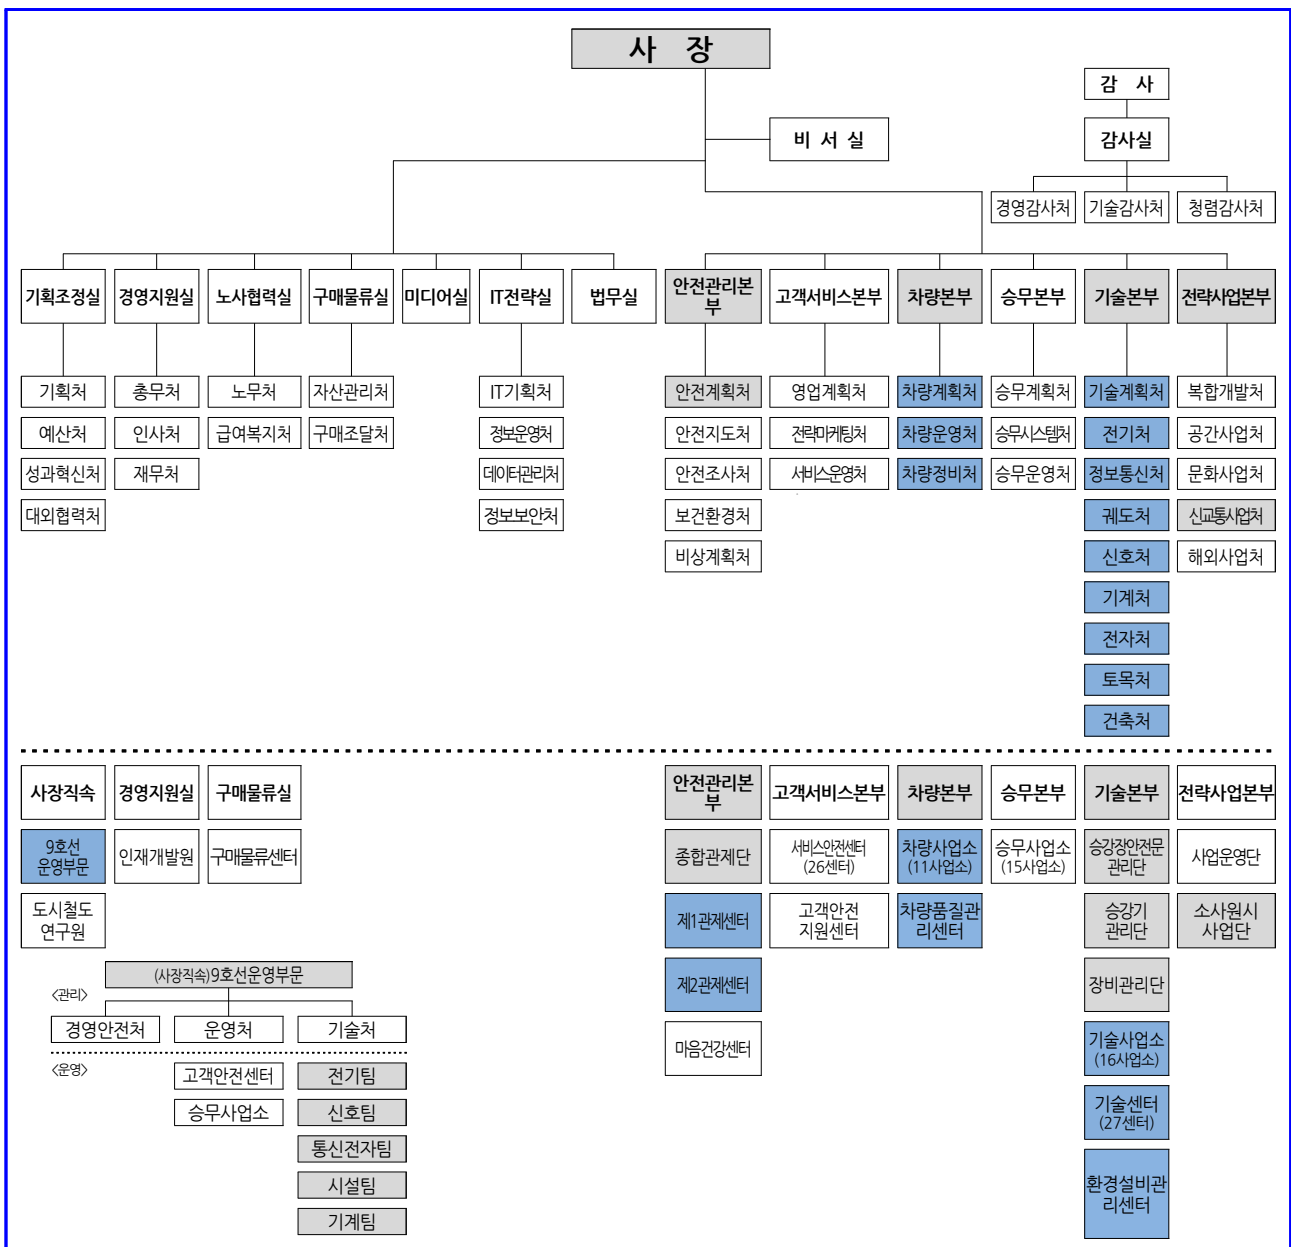 사 장
감 사
비 서 실
감사실
경영감사처 기술감사처 청렴감사처
기획조정실 경영지원실 노사협력실 구매물류실 미디어실 IT전략실 법무실 안전관리본
부 고객서비스본부 차량본부 승무본부 기술본부 전략사업본부
기획처 총무처 노무처 자산관리처 IT기획처 안전계획처 영업계획처 차량계획처 승무계획처 기술계획처 복합개발처
예산처 인사처 급여복지처 구매조달처 정보운영처 안전지도처 전략마케팅처 차량운영처 승무시스템처 전기처 공간사업처
성과혁신처 재무처 데이터관리처 안전조사처 서비스운영처 차량정비처 승무운영처 정보통신처 문화사업처
대외협력처 정보보안처 보건환경처 궤도처 신교통사업처
비상계획처 신호처 해외사업처
기계처
전자처
토목처
건축처
사장직속 경영지원실 구매물류실 안전관리본
부 고객서비스본부 차량본부 승무본부 기술본부 전략사업본부
9호선
운영부문 인재개발원 구매물류센터 종합관제단 서비스안전센터
(26센터) 차량사업소
(11사업소) 승무사업소
(15사업소) 승강장안전문
관리단 사업운영단
도시철도
연구원 제1관제센터 고객안전
지원센터 차량품질관
리센터 승강기
관리단 소사원시
사업단
(사장직속)9호선운영부문 제2관제센터 장비관리단
<관리>
경영안전처 운영처 기술처 마음건강센터 기술사업소
(16사업소)
<운영>
고객안전센터 전기팀
승무사업소 신호팀 기술센터
(27센터)
통신전자팀
시설팀 환경설비관
리센터
기계팀